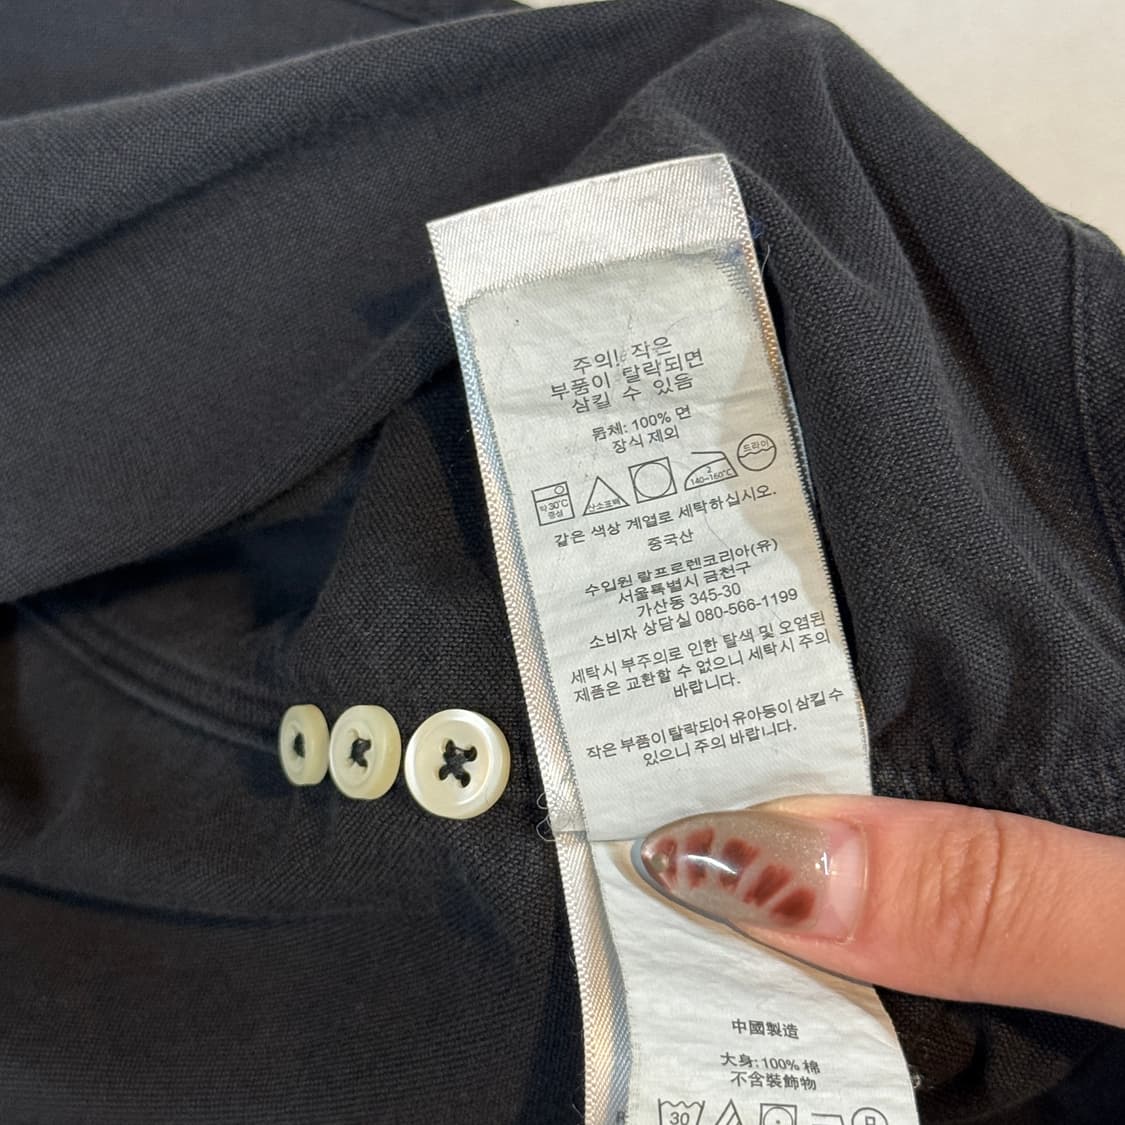 주의! 작은
부품이 탈락되면
삼킬 수 있음
몸체: 100% 면
장식 제외
약 30°C
중성
산소표백
2
140~160°C
드라이
같은 색상 계열로 세탁하십시오.
중국산
수입원 랄프로렌코리아(유)
서울특별시 금천구
가산동 345-30
소비자 상담실 080-566-1199
세탁시 부주의로 인한 탈색 및 오염된
제품은 교환할 수 없으니 세탁시 주의
바랍니다.
작은 부품이 탈락되어 유아등이 삼킬 수
있으니 주의 바랍니다.
中國製造
大身: 100% 棉
不含裝飾物
30
P